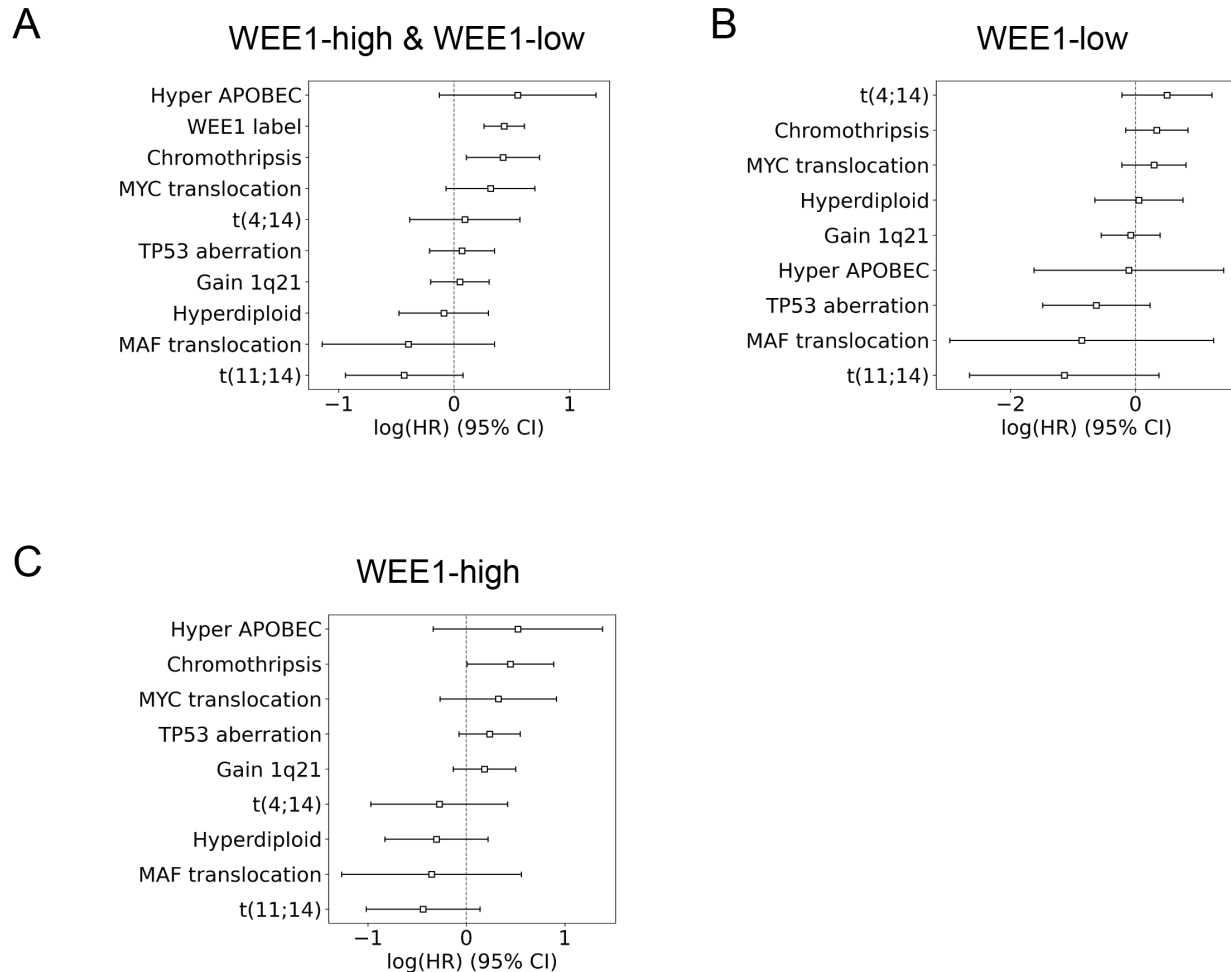 A
WEE1-high & WEE1-low
Hyper APOBEC
WEE1 label
Chromothripsis
MYC translocation
t(4;14)
TP53 aberration
Gain 1q21
Hyperdiploid
MAF translocation
t(11;14)
−1 0 1
log(HR) (95% CI)
B
WEE1-low
t(4;14)
Chromothripsis
MYC translocation
Hyperdiploid
Gain 1q21
Hyper APOBEC
TP53 aberration
MAF translocation
t(11;14)
−2 0
log(HR) (95% CI)
C
WEE1-high
Hyper APOBEC
Chromothripsis
MYC translocation
TP53 aberration
Gain 1q21
t(4;14)
Hyperdiploid
MAF translocation
t(11;14)
−1 0 1
log(HR) (95% CI)